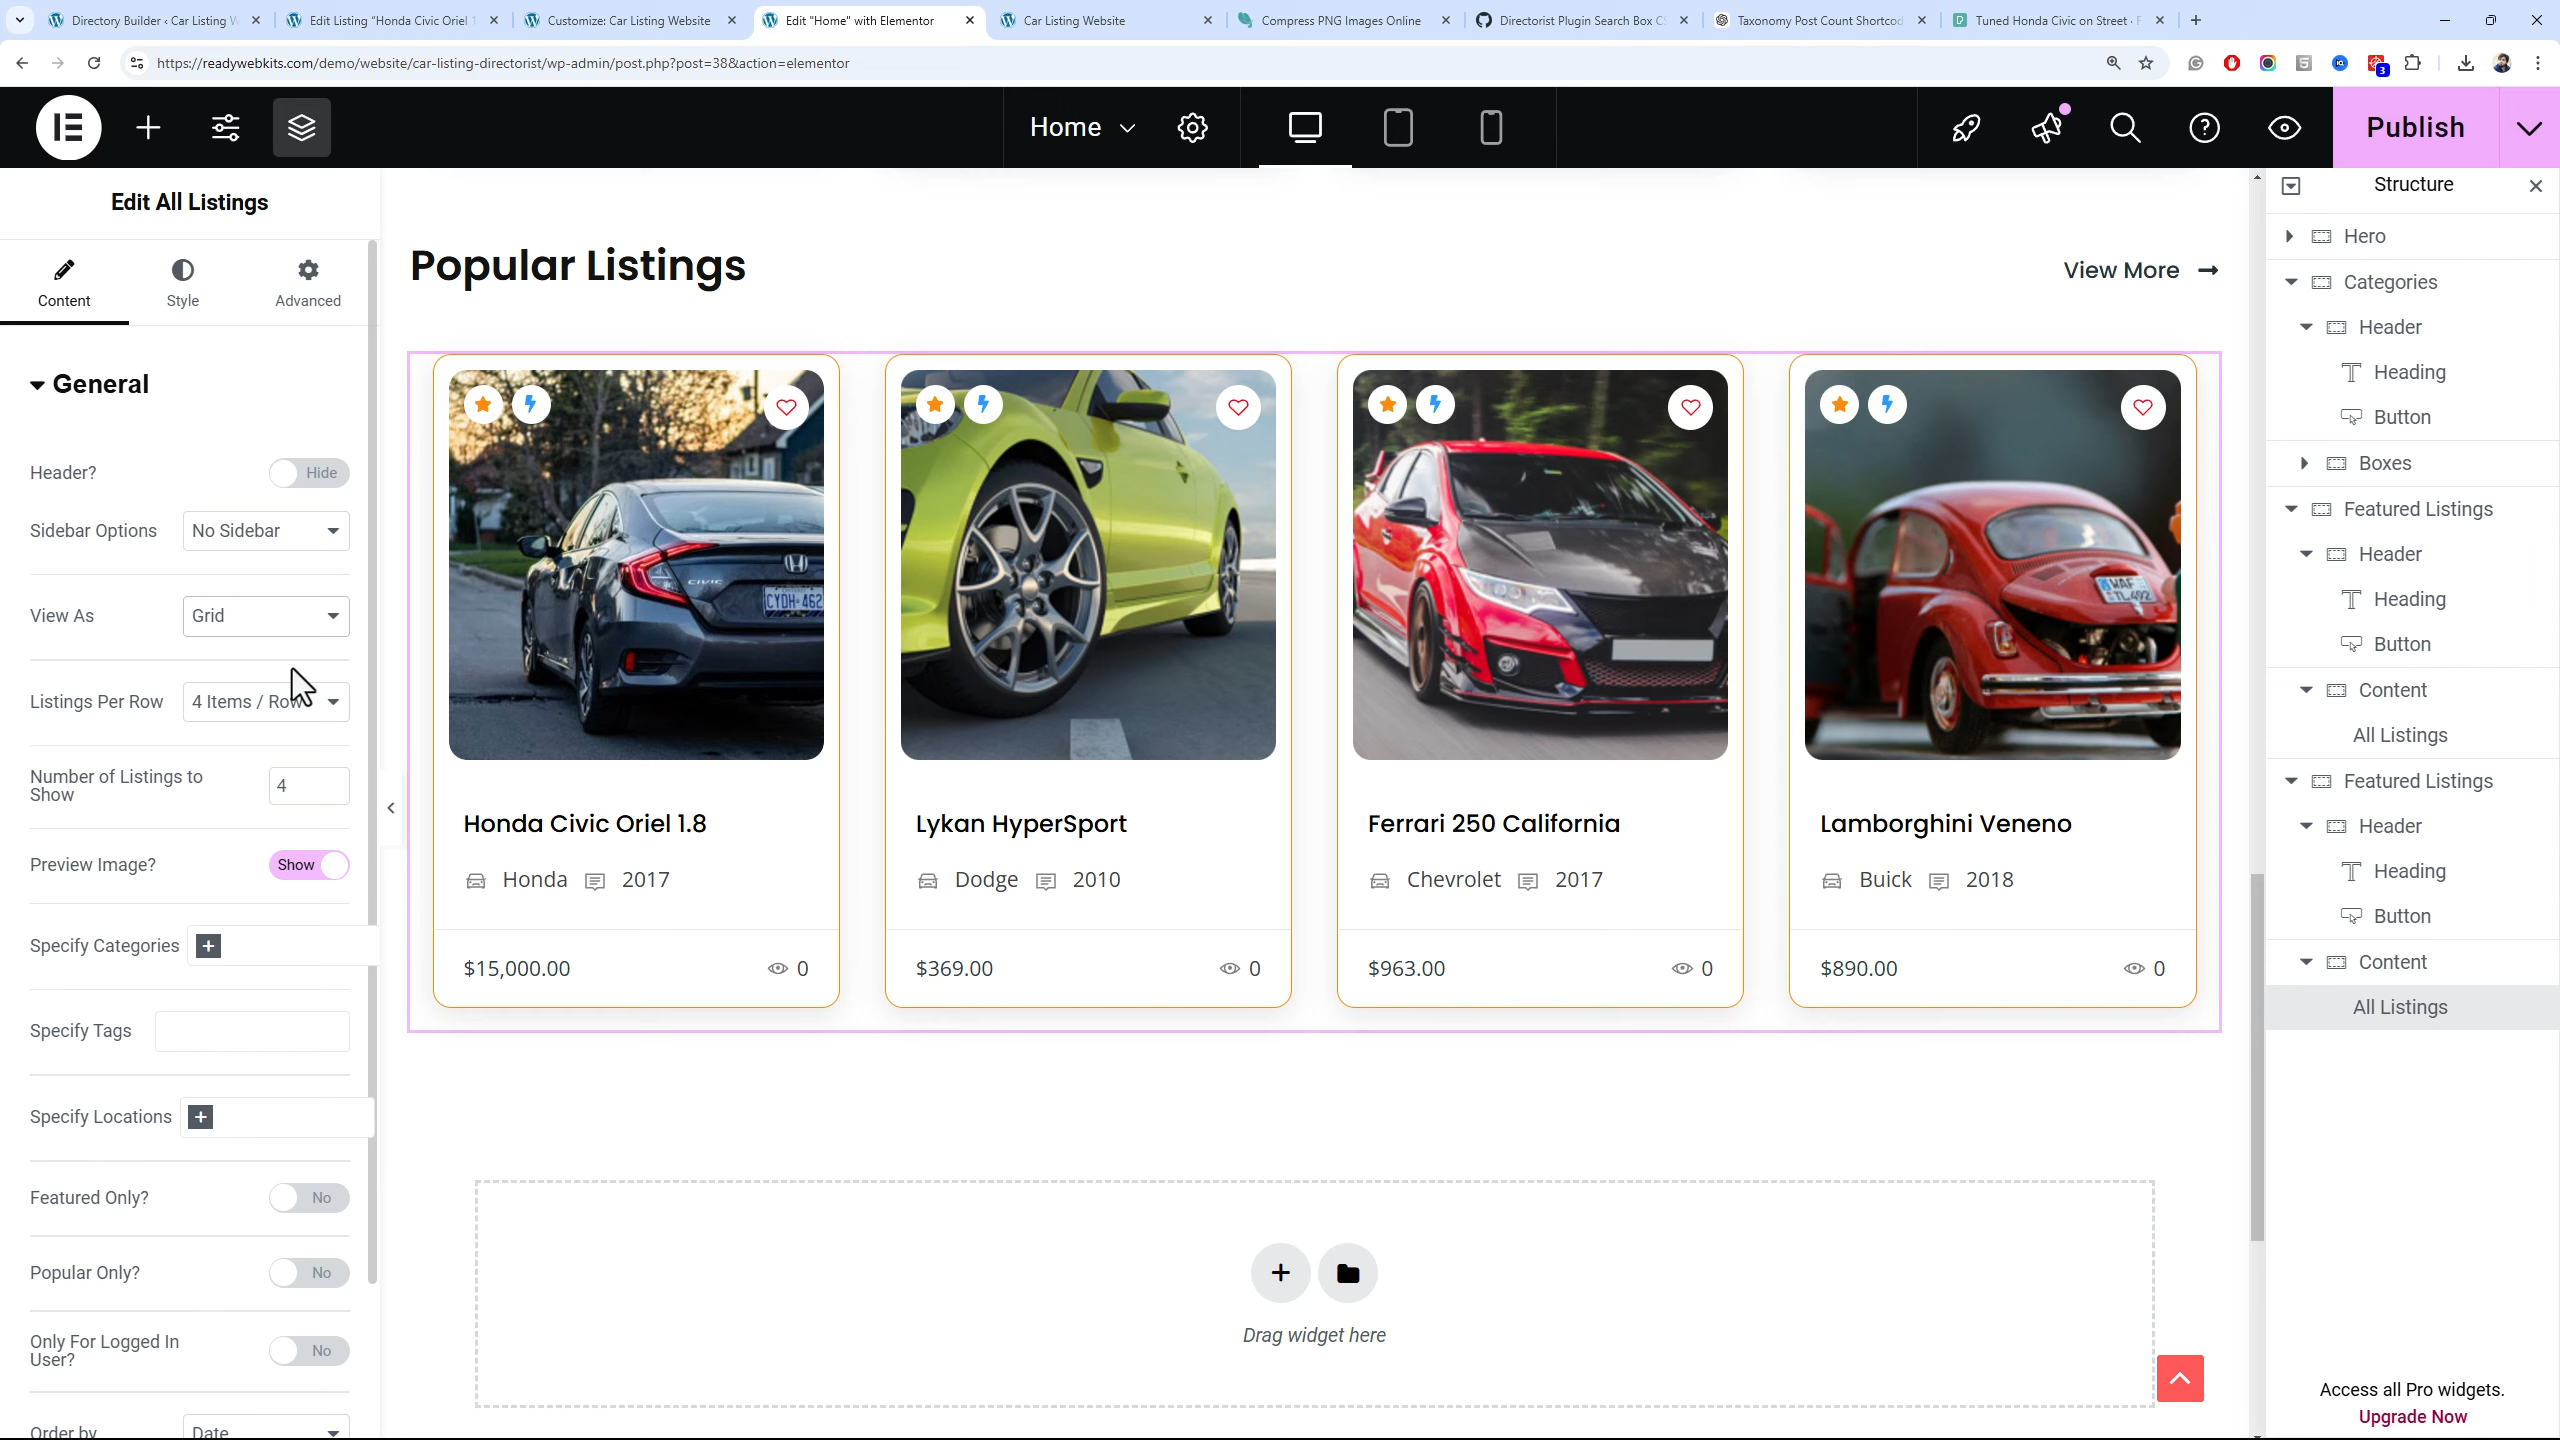 Directory Builder ‹ Car Listing W
Edit Listing "Honda Civic Oriel 1
Customize: Car Listing Website
Edit "Home" with Elementor
Car Listing Website
Compress PNG Images Online
Directorist Plugin Search Box CS
Taxonomy Post Count Shortcod
Tuned Honda Civic on Street · F
https://readywebkits.com/demo/website/car-listing-directorist/wp-admin/post.php?post=38&action=elementor
3
Home
Publish
Edit All Listings
Content
Style
Advanced
General
Header?
Hide
Sidebar Options
No Sidebar
View As
Grid
Listings Per Row
4 Items / Row
Number of Listings to
Show
4
Preview Image?
Show
Specify Categories
Specify Tags
Specify Locations
Featured Only?
No
Popular Only?
No
Only For Logged In
User?
No
Order by
Date
Popular Listings
View More
CIVIC
CYDH·462
Honda Civic Oriel 1.8
Honda
2017
$15,000.00
0
Lykan HyperSport
Dodge
2010
$369.00
0
Ferrari 250 California
Chevrolet
2017
$963.00
0
Lamborghini Veneno
Buick
2018
$890.00
0
Drag widget here
Structure
Hero
Categories
Header
Heading
Button
Boxes
Featured Listings
Header
Heading
Button
Content
All Listings
Featured Listings
Header
Heading
Button
Content
All Listings
Access all Pro widgets.
Upgrade Now